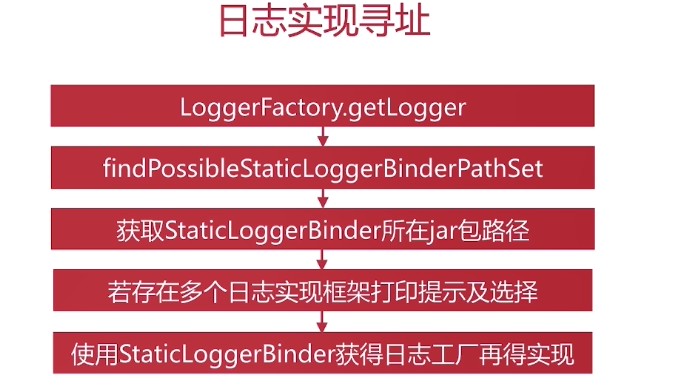 日志实现寻址
LoggerFactory.getLogger
findPossibleStaticLoggerBinderPathSet
获取StaticLoggerBinder所在jar包路径
若存在多个日志实现框架打印提示及选择
使用StaticLoggerBinder获得日志工厂再得实现